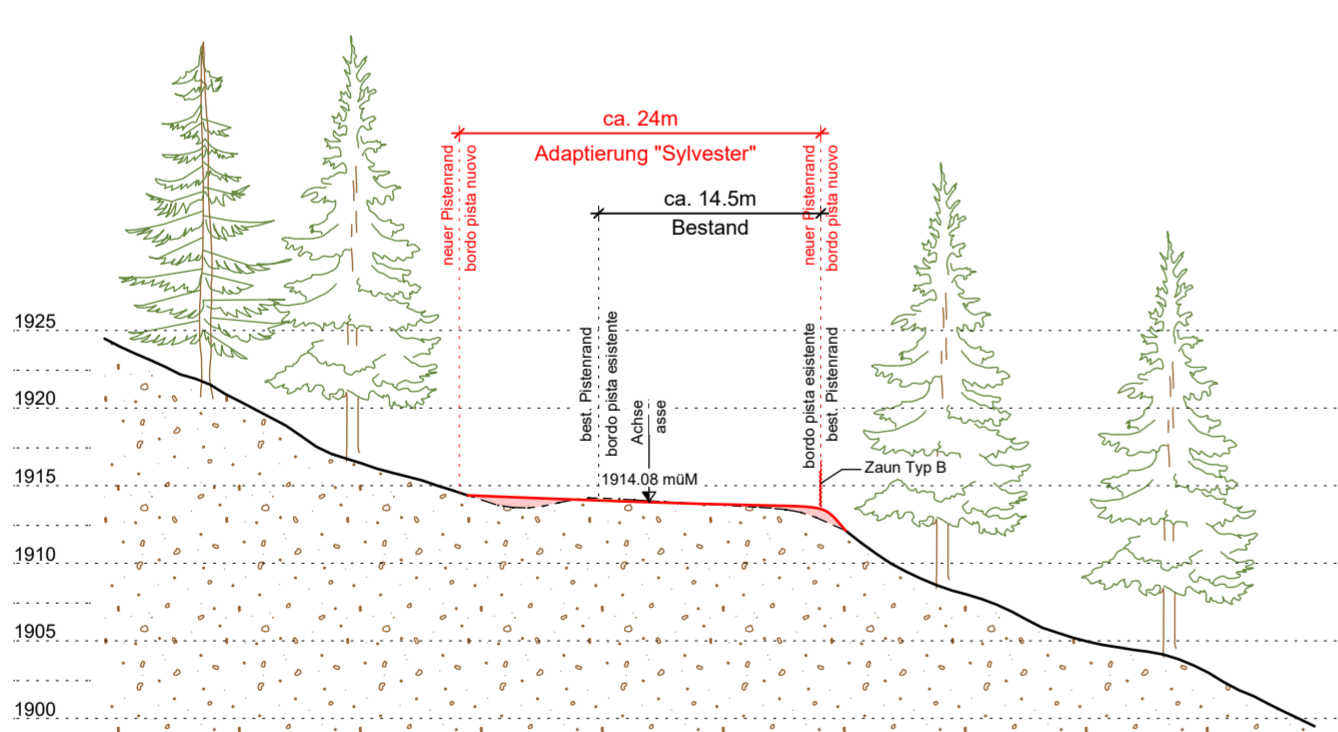 ca. 24m
Adaptierung "Sylvester"
neuer Pistenrand
bordo pista nuovo
neuer Pistenrand
bordo pista nuovo
ca. 14.5m
Bestand
best. Pistenrand
bordo pista esistente
Achse
asse
bordo pista esistente
best. Pistenrand
1914.08 müM
Zaun Typ B
1925
1920
1915
1910
1905
1900